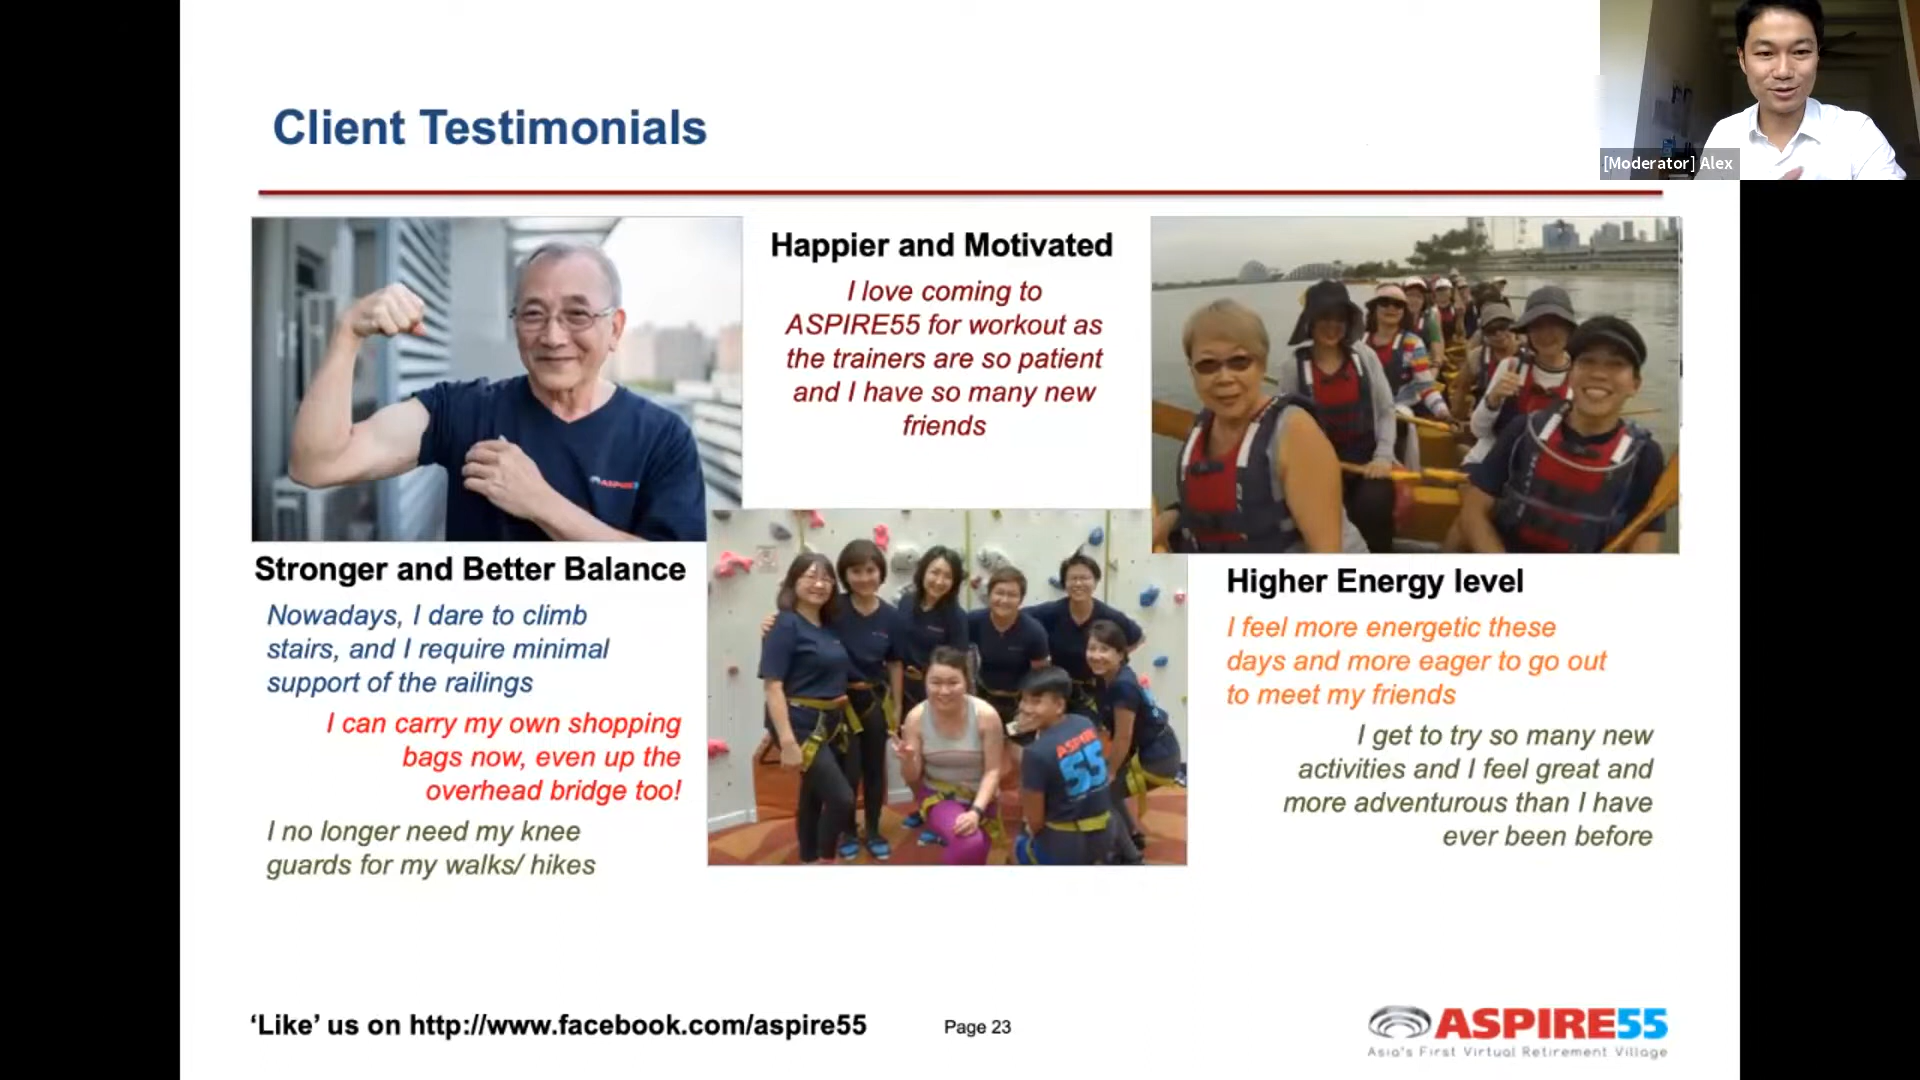 [Moderator] Alex
Client Testimonials
Happier and Motivated
I love coming to
ASPIRE55 for workout as
the trainers are so patient
and I have so many new
friends
ASPIRE55
Stronger and Better Balance
Nowadays, I dare to climb
stairs, and I require minimal
support of the railings
I can carry my own shopping
bags now, even up the
overhead bridge too!
I no longer need my knee
guards for my walks/ hikes
ASPIRE
55
Higher Energy level
I feel more energetic these
days and more eager to go out
to meet my friends
I get to try so many new
activities and I feel great and
more adventurous than I have
ever been before
‘Like’ us on http://www.facebook.com/aspire55
Page 23
ASPIRE55
Asia's First Virtual Retirement Village